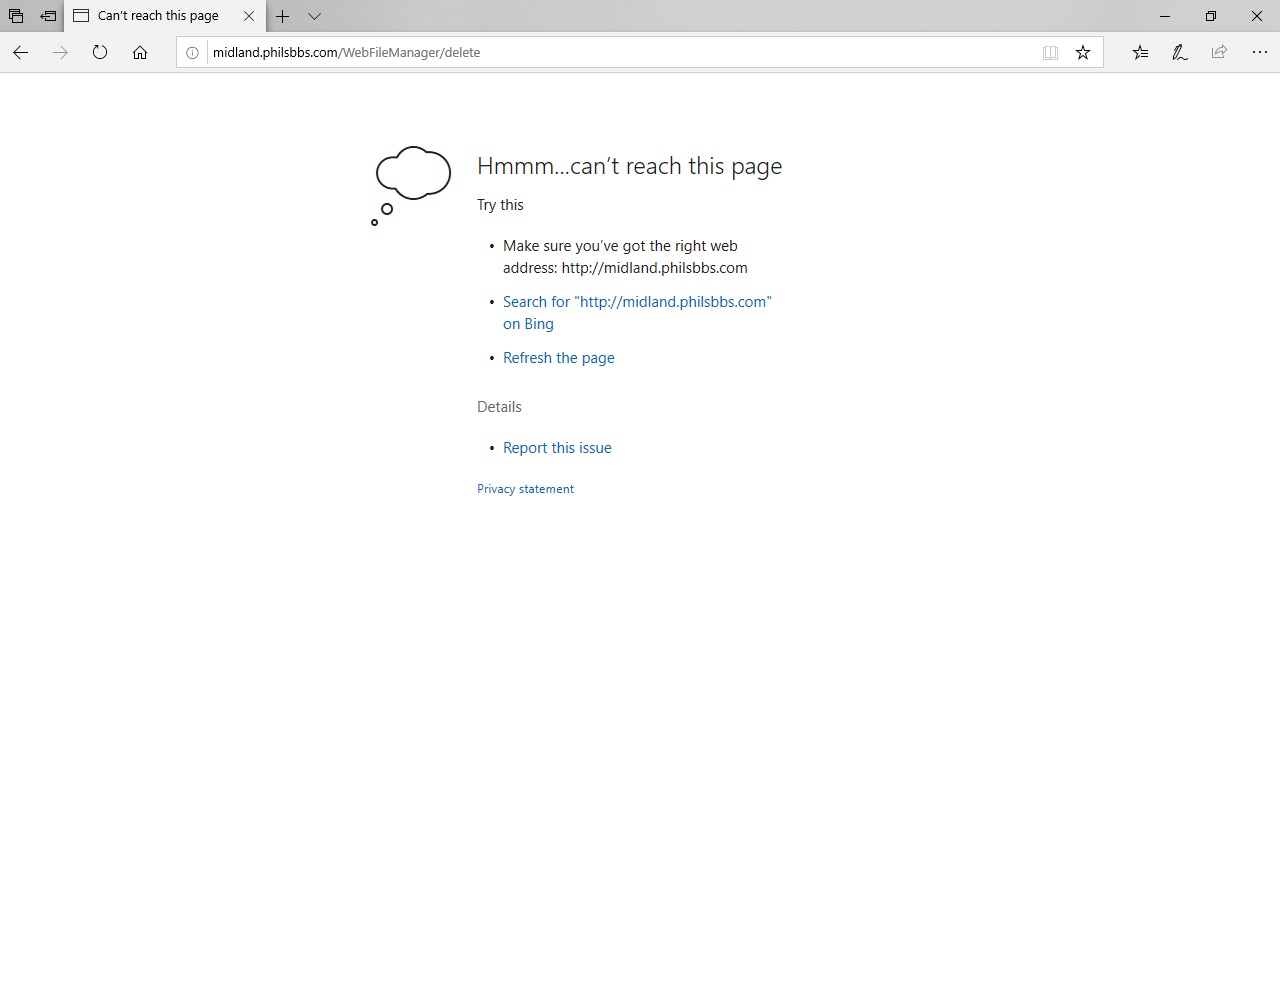 Can't reach this page
midland.philsbbs.com/WebFileManager/delete
Hmmm...can't reach this page
Try this
• Make sure you've got the right web
address: http://midland.philsbbs.com
• Search for "http://midland.philsbbs.com"
on Bing
• Refresh the page
Details
• Report this issue
Privacy statement